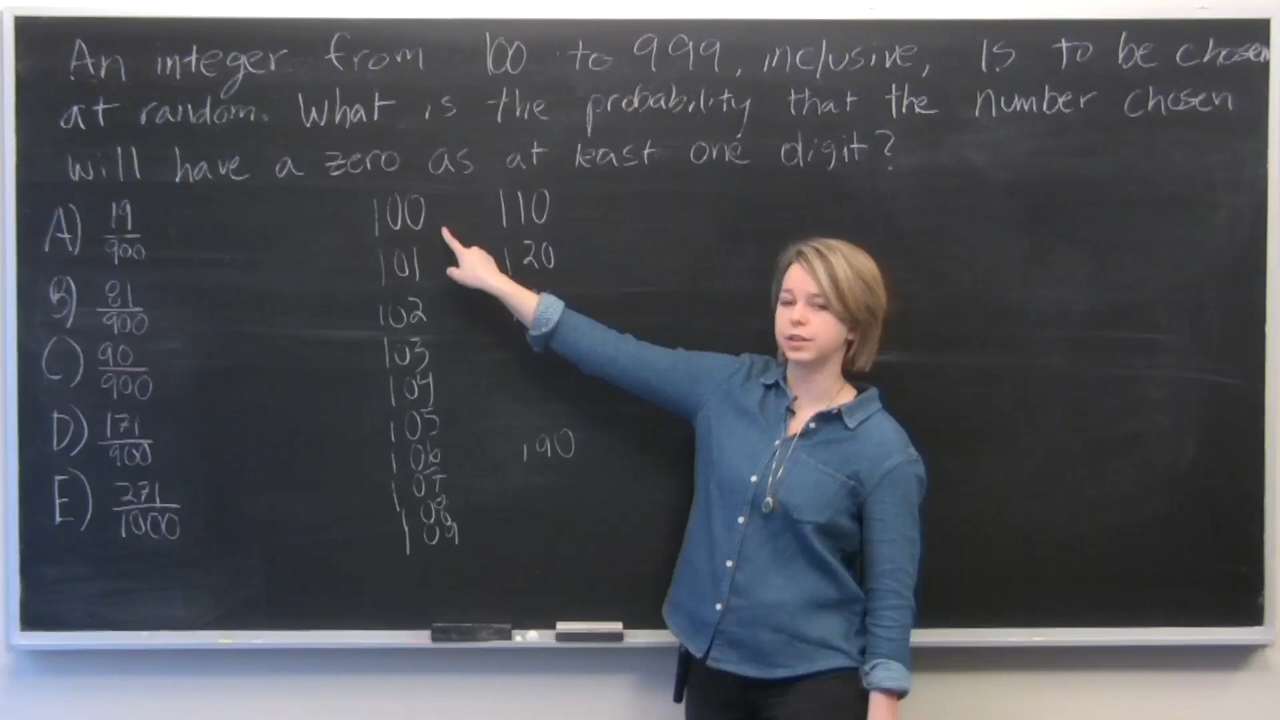 An integer from 100 to 999, inclusive, is to be chosen
at random. What is the probability that the number chosen
will have a zero as at least one digit?
A) 19/900
B) 81/900
C) 90/900
D) 171/900
E) 271/1000
100 110
101 120
102
103
104
105
106 190
107
108
109